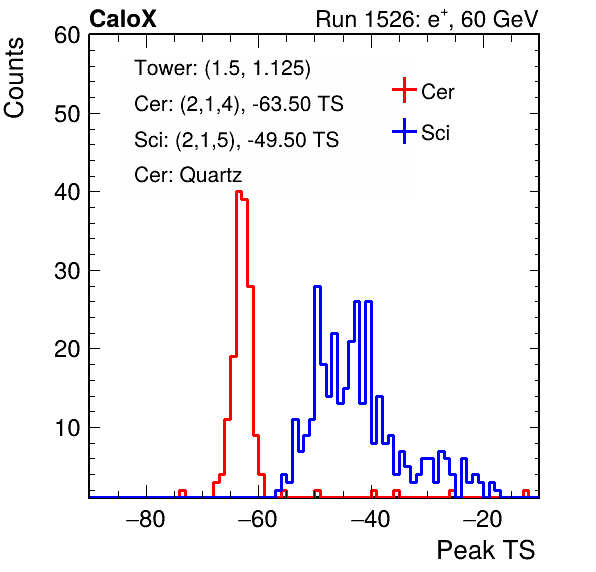 CaloX Run 1526: e⁺, 60 GeV
Counts
60
50
40
30
20
10
Tower: (1.5, 1.125)
Cer: (2,1,4), -63.50 TS
Sci: (2,1,5), -49.50 TS
Cer: Quartz
Cer
Sci
−80 −60 −40 −20
Peak TS